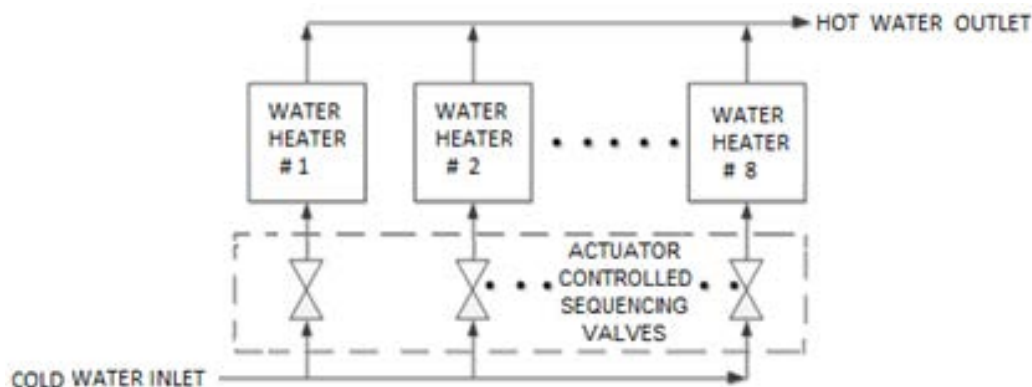 HOT WATER OUTLET
WATER
HEATER
# 1
WATER
HEATER
# 2
WATER
HEATER
# 8
ACTUATOR
CONTROLLED
SEQUENCING
VALVES
COLD WATER INLET